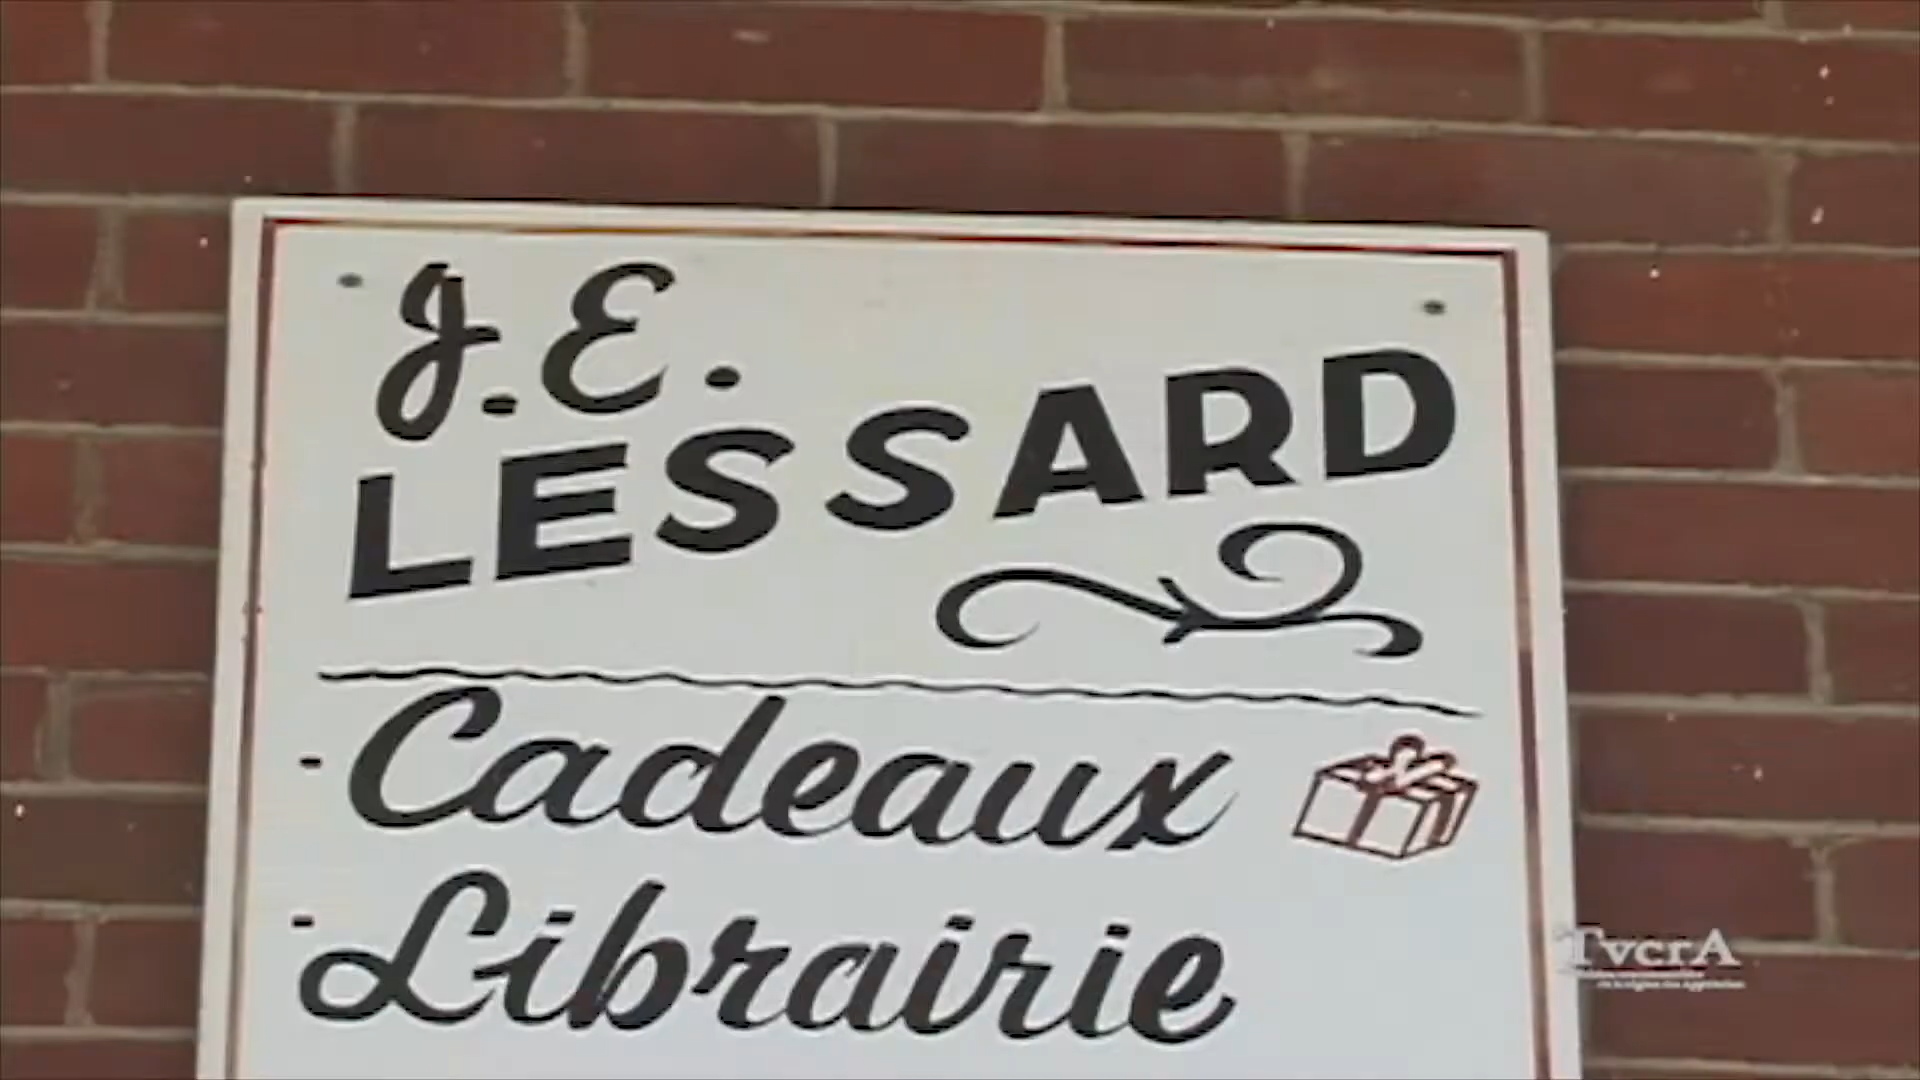 J.E.
LESSARD
- Cadeaux
- Librairie
TvcrA